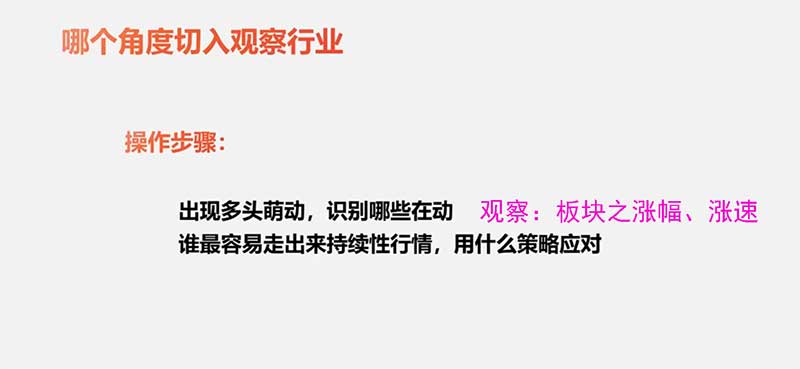 哪个角度切入观察行业
操作步骤：
出现多头萌动，识别哪些在动 观察：板块之涨幅、涨速
谁最容易走出来持续性行情，用什么策略应对